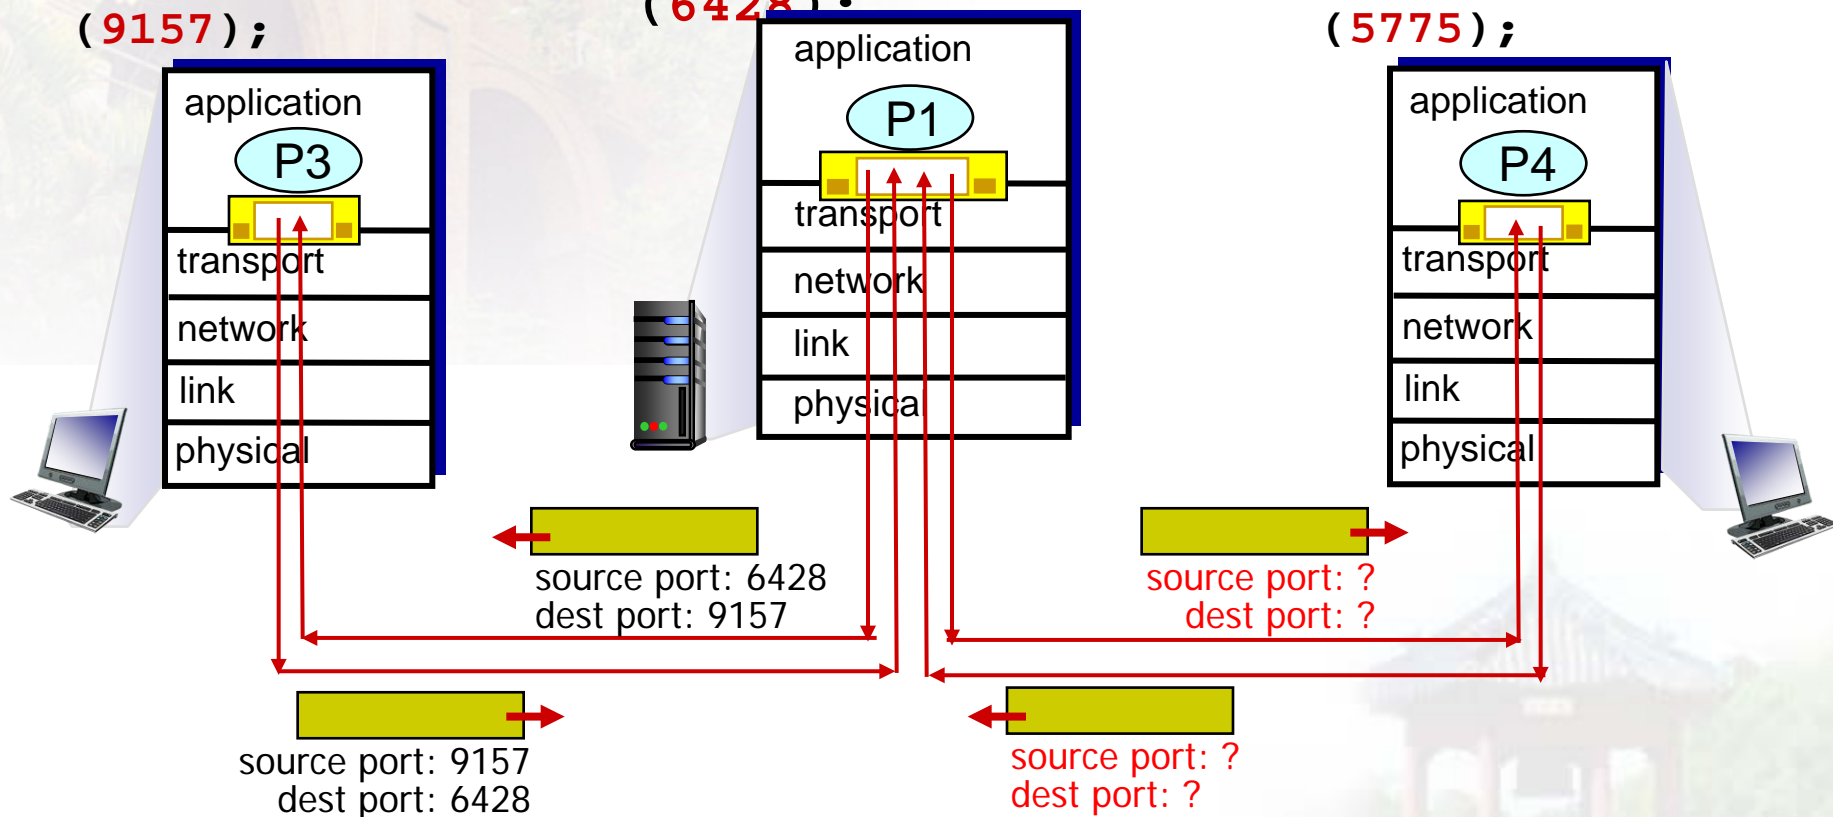 (9157);
(6428);
(5775);
application
P3
transport
network
link
physical
application
P1
transport
network
link
physical
application
P4
transport
network
link
physical
source port: 6428
dest port: 9157
source port: ?
dest port: ?
source port: 9157
dest port: 6428
source port: ?
dest port: ?